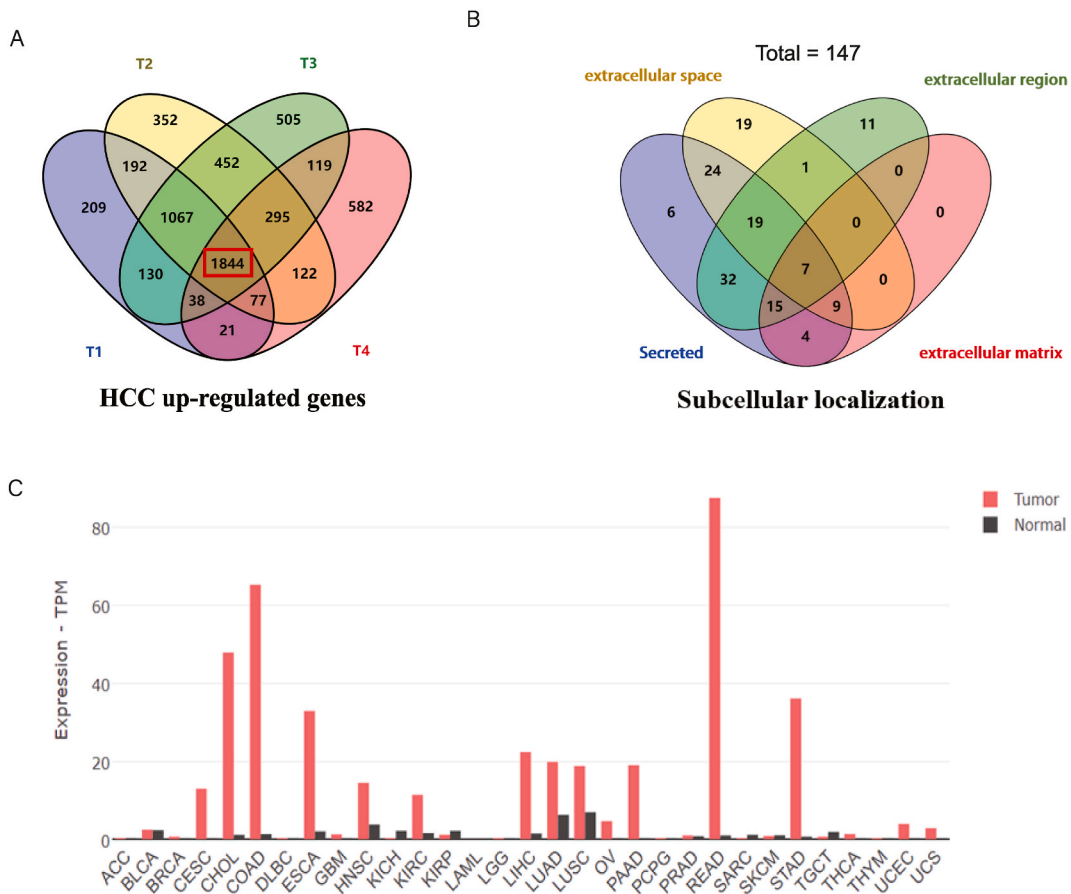 A
T2
T3
352
505
192
452
119
209
1067
295
582
130
1844
122
38
77
21
T1
T4
HCC up-regulated genes
B
Total = 147
extracellular space
extracellular region
19
11
24
1
0
6
19
0
0
32
7
0
15
9
4
Secreted
extracellular matrix
Subcellular localization
C
Tumor
Normal
Expression - TPM
80
60
40
20
0
ACC
BLCA
BRCA
CESC
CHOL
COAD
DLBC
ESCA
GBM
HNSC
KICH
KIRC
KIRP
LAML
LGG
LIHC
LUAD
LUSC
OV
PAAD
PCPG
PRAD
READ
SARC
SKCM
STAD
TGCT
THCA
THYM
UCEC
UCS